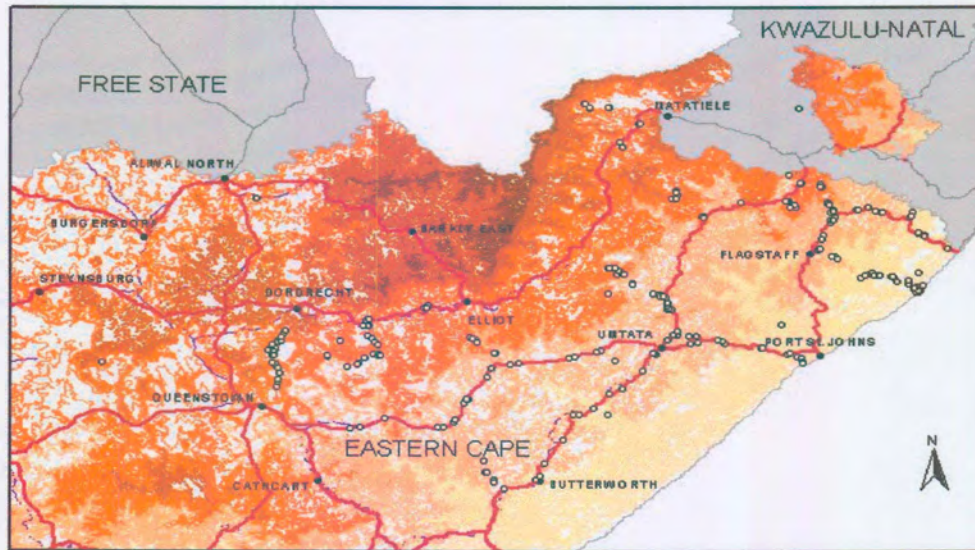 KWAZULU-NATAL
FREE STATE
MATATIELE
ALIWAL NORTH
BURGERSDORP
BARKLY EAST
FLAGSTAFF
STEYNSBURG
DORDRECHT
ELLIOT
UMTATA
PORT ST JOHNS
QUEENSTOWN
EASTERN CAPE
N
CATHCART
BUTTERWORTH